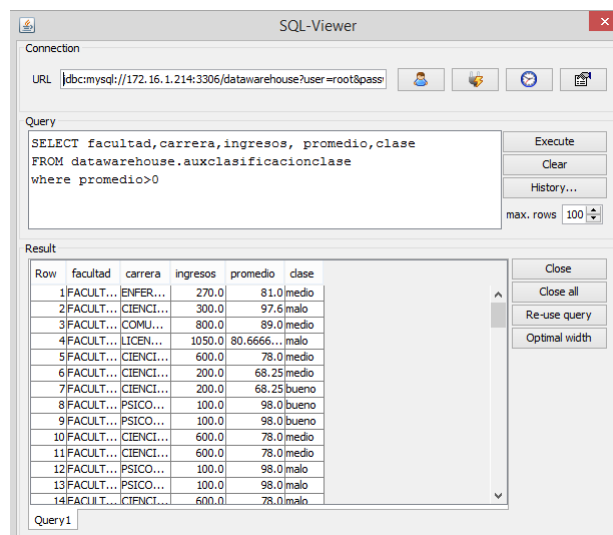 SQL-Viewer
Connection
URL jdbc:mysql://172.16.1.214:3306/datawarehouse?user=root&pass
Query
SELECT facultad,carrera,ingresos, promedio,clase
FROM datawarehouse.auxclasificacionclase
where promedio>0
Execute
Clear
History...
max. rows 100
Result
Row facultad carrera ingresos promedio clase
1 FACULT... ENFER... 270.0 81.0 medio
2 FACULT... CIENCI... 300.0 97.6 malo
3 FACULT... COMU... 800.0 89.0 medio
4 FACULT... LICEN... 1050.0 80.6666... malo
5 FACULT... CIENCI... 600.0 78.0 medio
6 FACULT... CIENCI... 200.0 68.25 medio
7 FACULT... CIENCI... 200.0 68.25 bueno
8 FACULT... PSICO... 100.0 98.0 bueno
9 FACULT... PSICO... 100.0 98.0 bueno
10 FACULT... CIENCI... 600.0 78.0 medio
11 FACULT... CIENCI... 600.0 78.0 medio
12 FACULT... PSICO... 100.0 98.0 malo
13 FACULT... PSICO... 100.0 98.0 malo
14 FACULT... CIENCI... 600.0 78.0 malo
Close
Close all
Re-use query
Optimal width
Query1